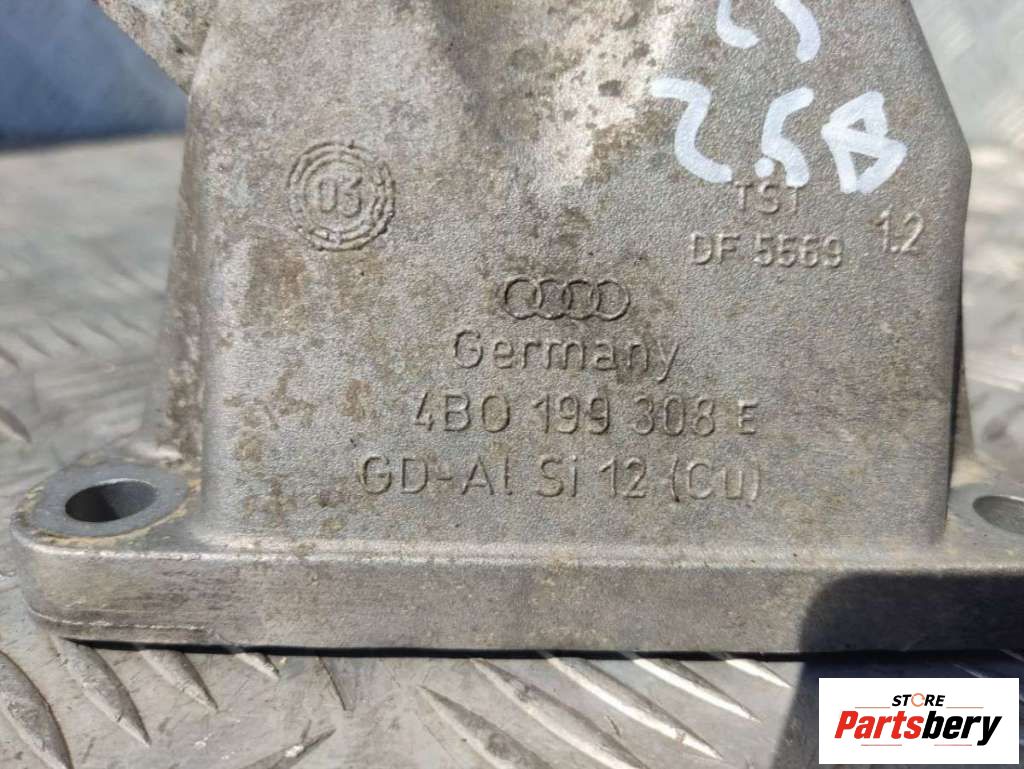 2.5B
03
TST
DF 5569 1.2
Germany
4B0 199 308 E
GD-Al Si 12 (Cu)
STORE
Partsbery